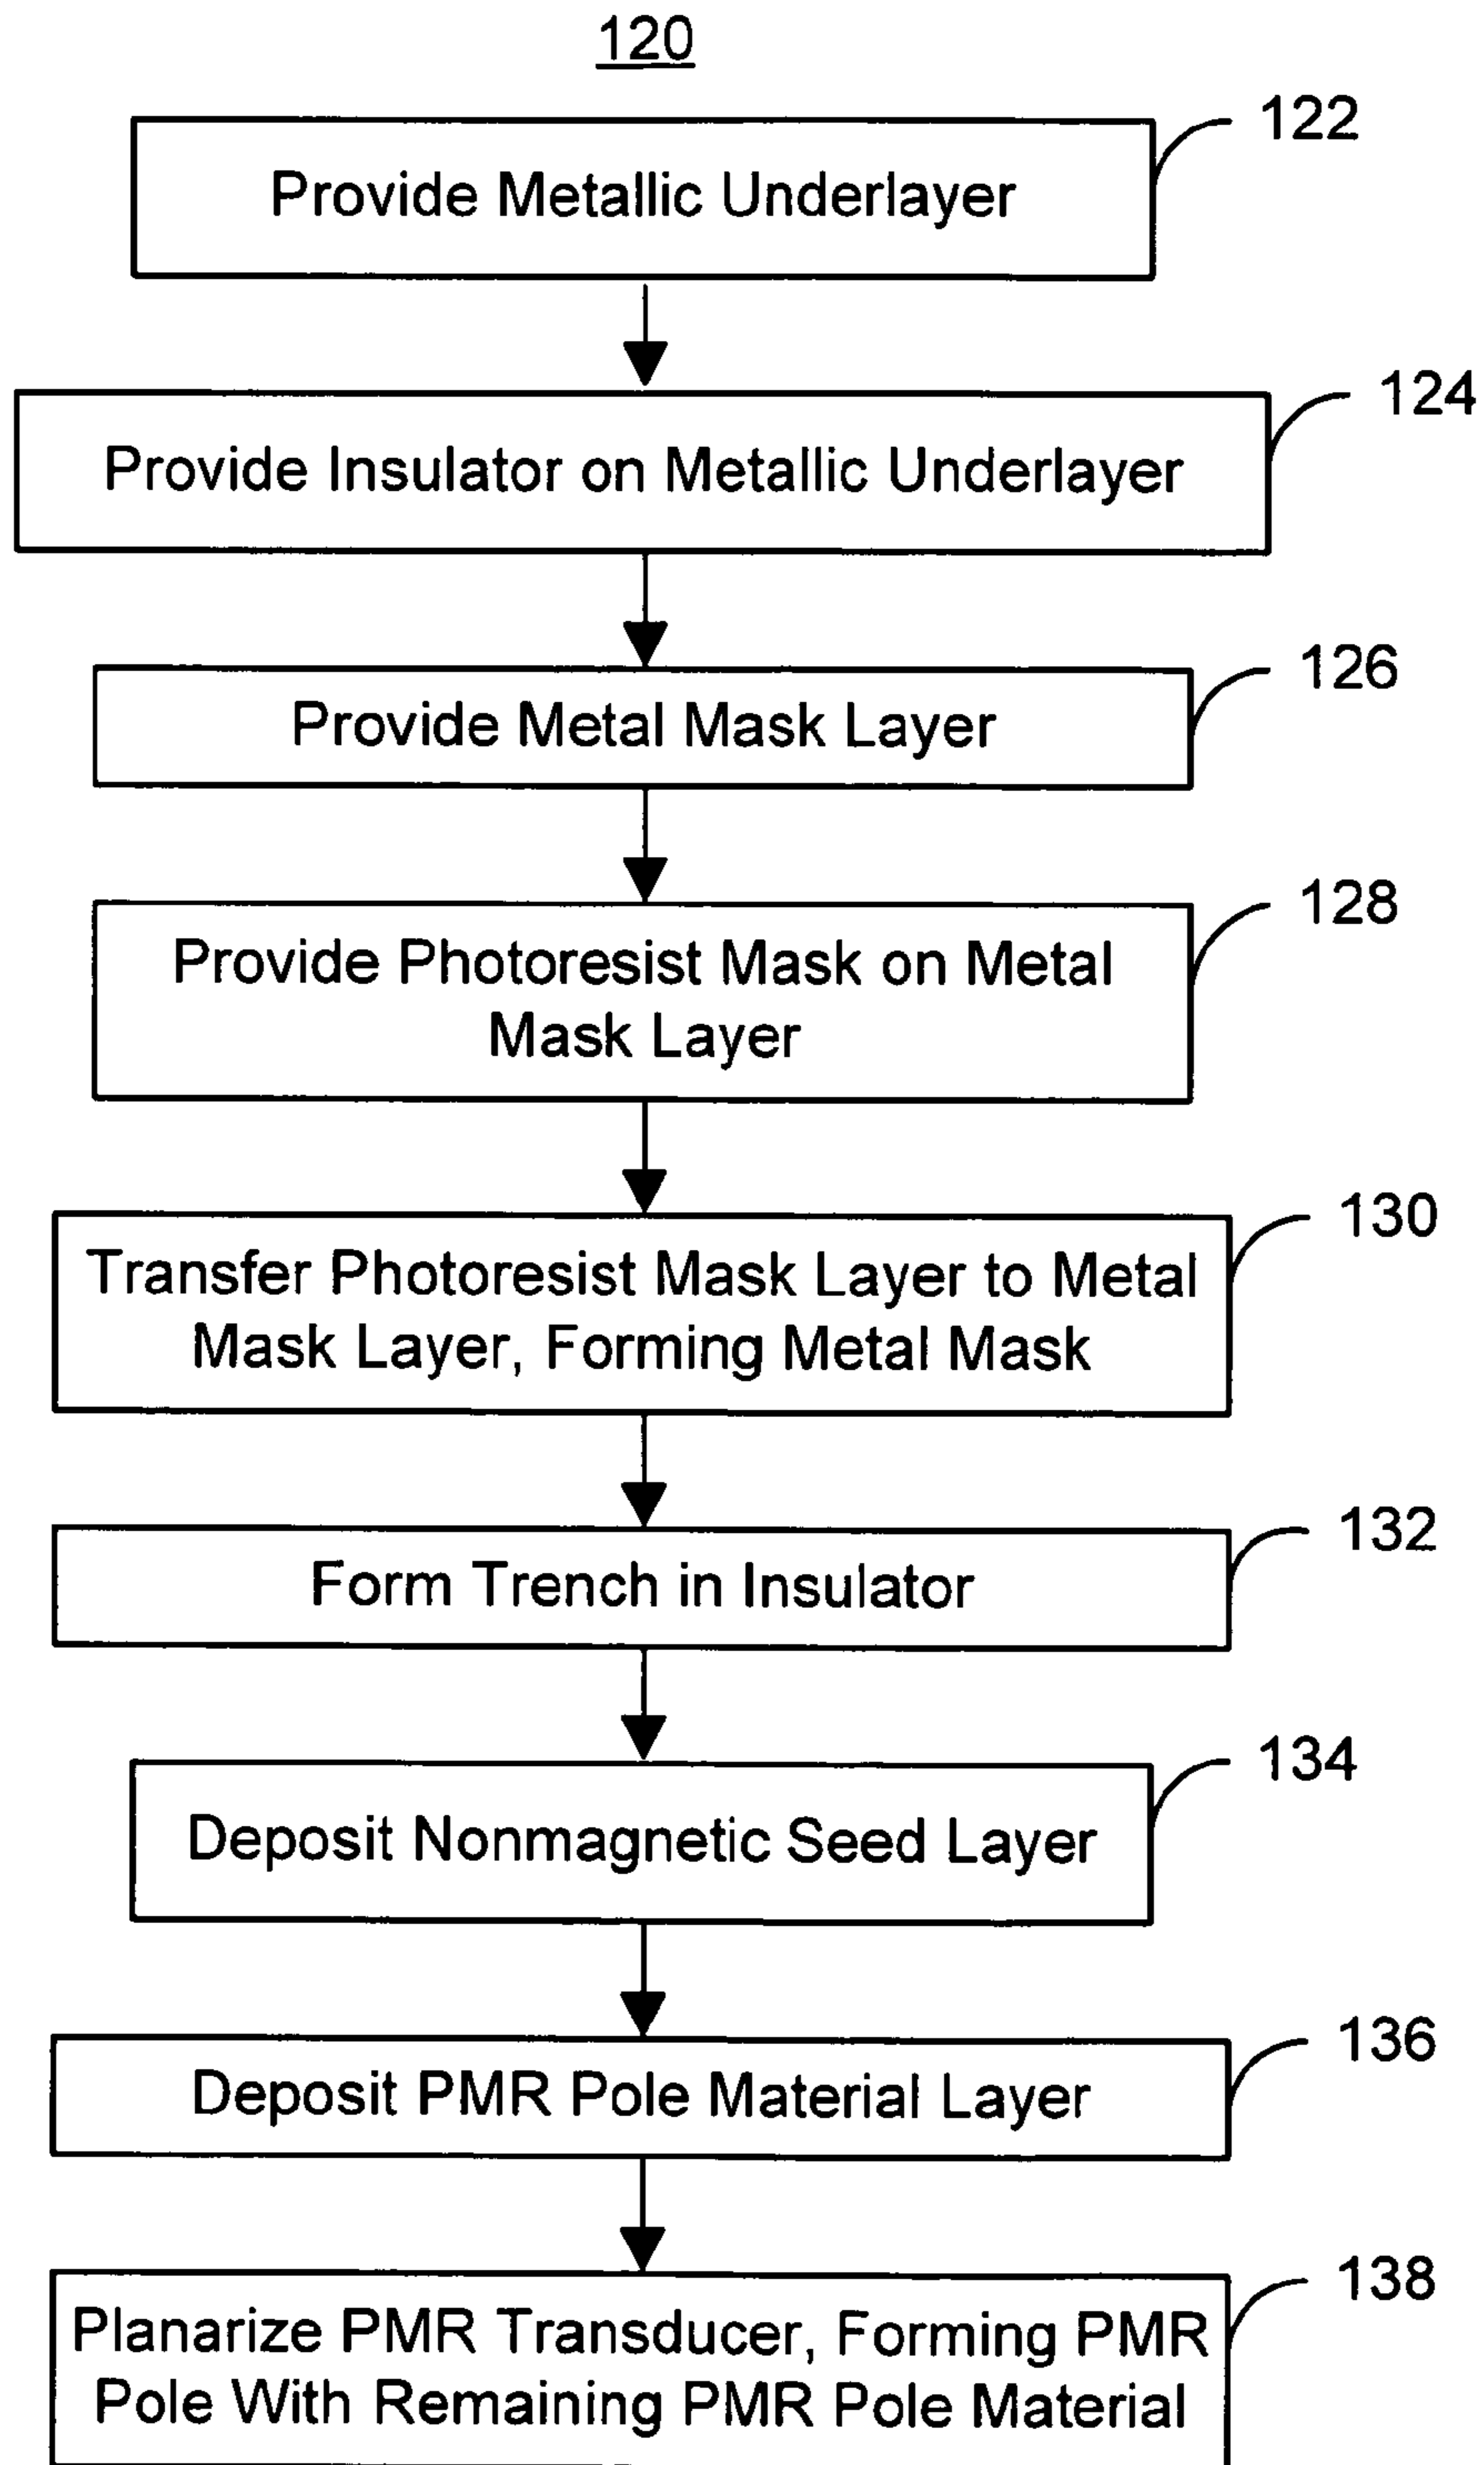 120
122
Provide Metallic Underlayer
124
Provide Insulator on Metallic Underlayer
126
Provide Metal Mask Layer
128
Provide Photoresist Mask on Metal
Mask Layer
130
Transfer Photoresist Mask Layer to Metal
Mask Layer, Forming Metal Mask
132
Form Trench in Insulator
134
Deposit Nonmagnetic Seed Layer
136
Deposit PMR Pole Material Layer
138
Planarize PMR Transducer, Forming PMR
Pole With Remaining PMR Pole Material